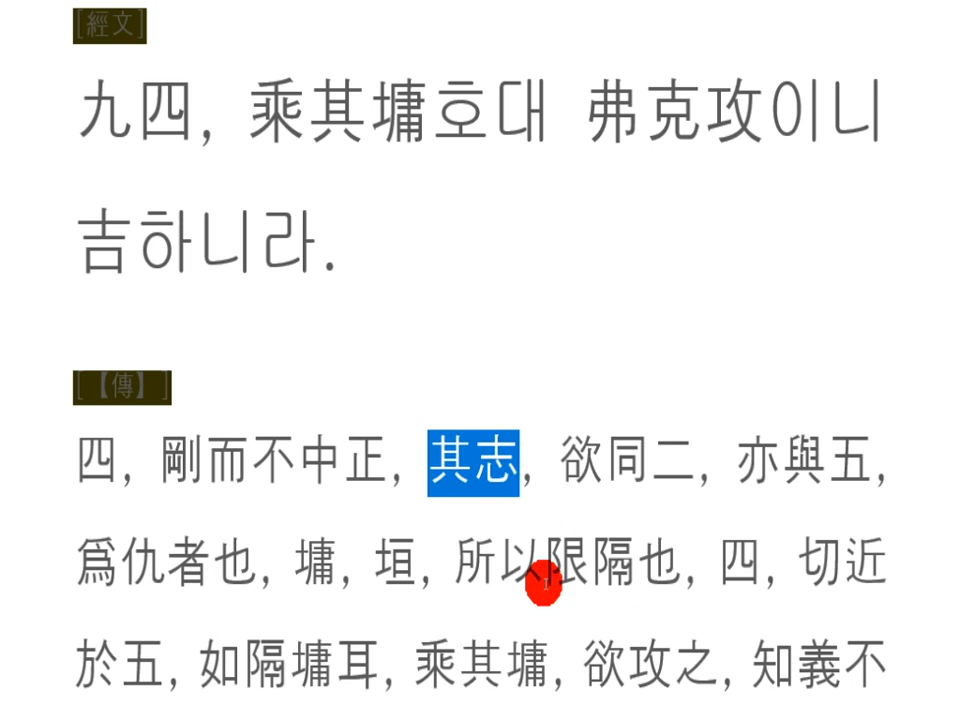 [經文]
九四, 乘其墉호대 弗克攻이니
吉하니라.
[【傳】]
四, 剛而不中正, 其志, 欲同二, 亦與五,
爲仇者也, 墉, 垣, 所以限隔也, 四, 切近
於五, 如隔墉耳, 乘其墉, 欲攻之, 知義不